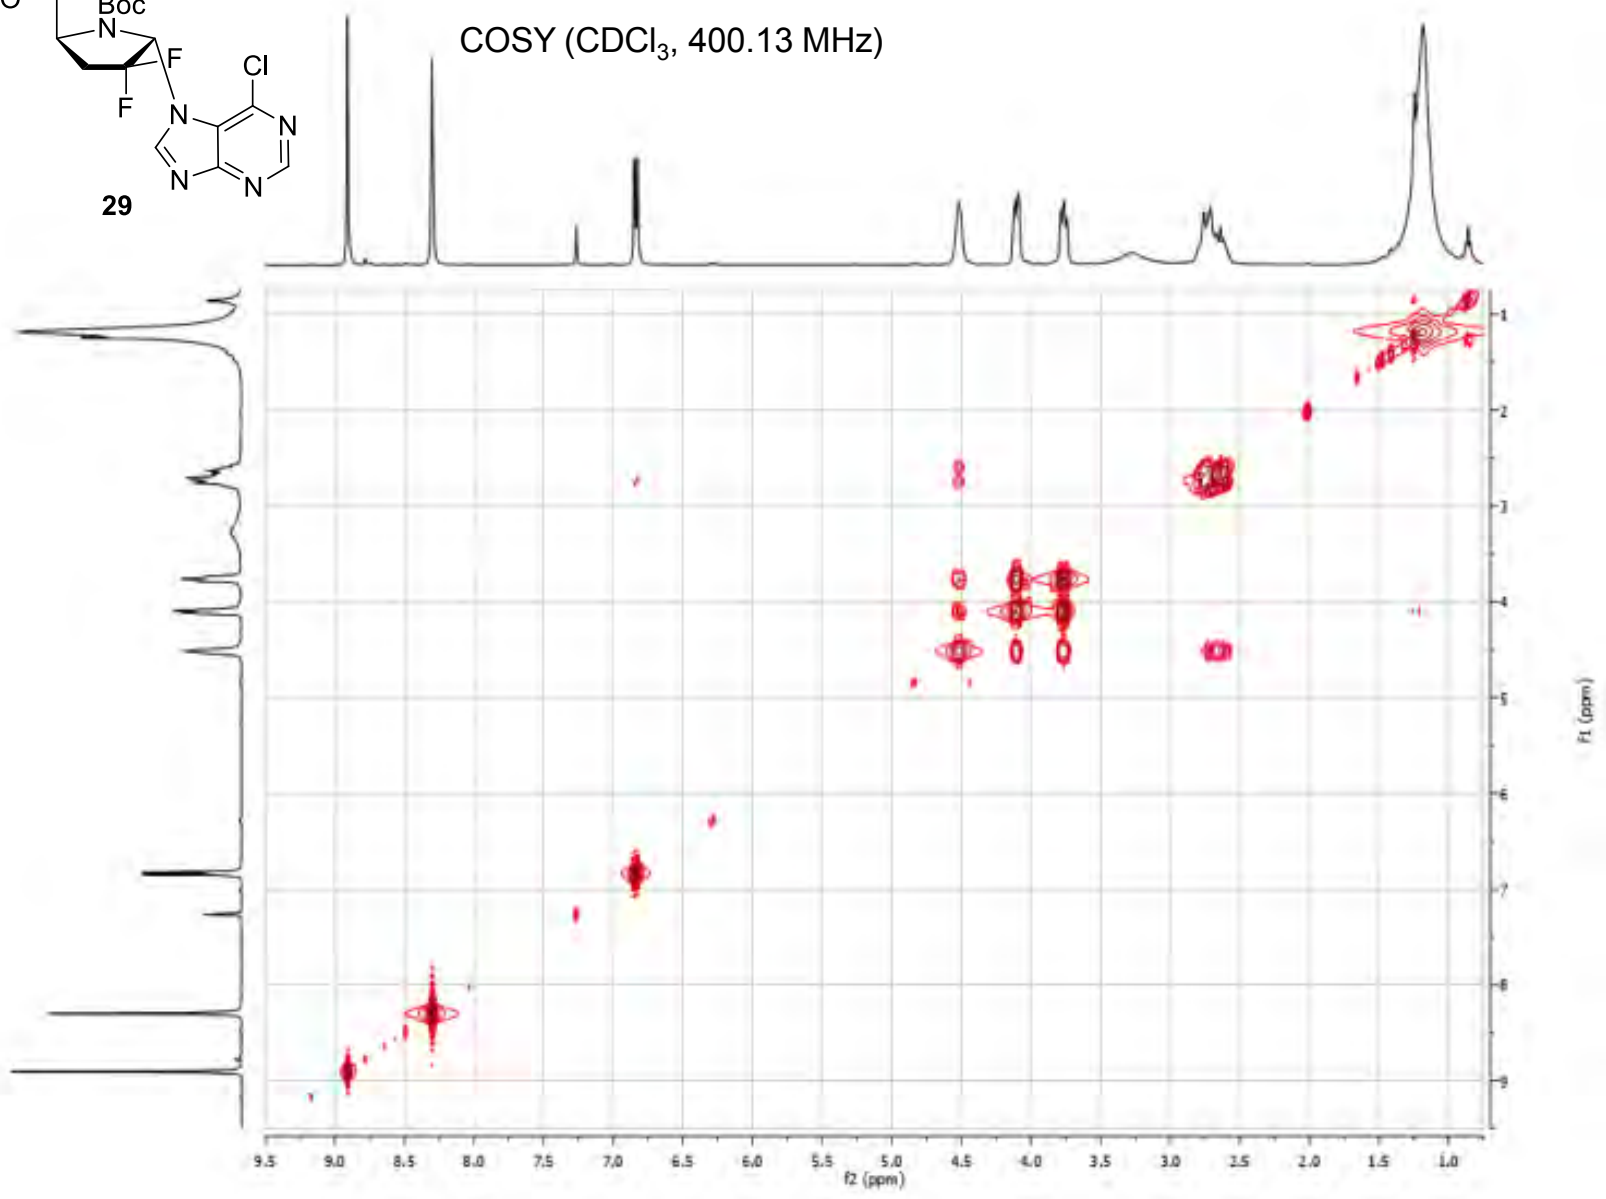 O
Boc
N
COSY (CDCl3, 400.13 MHz)
F
Cl
F
N
N
N
N
29
1
2
3
4
5
6
7
8
9
f1 (ppm)
9.5 9.0 8.5 8.0 7.5 7.0 6.5 6.0 5.5 5.0 4.5 4.0 3.5 3.0 2.5 2.0 1.5 1.0
f2 (ppm)